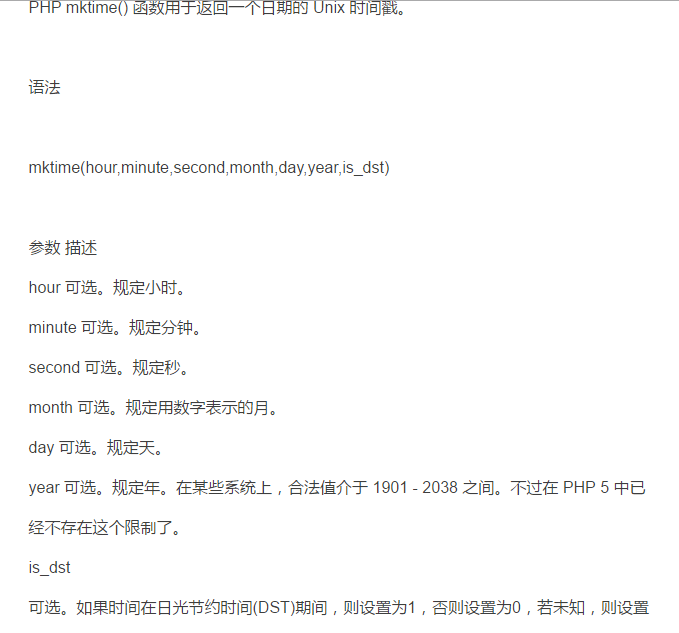 PHP mktime() 函数用于返回一个日期的 Unix 时间戳。
语法
mktime(hour,minute,second,month,day,year,is_dst)
参数 描述
hour 可选。规定小时。
minute 可选。规定分钟。
second 可选。规定秒。
month 可选。规定用数字表示的月。
day 可选。规定天。
year 可选。规定年。在某些系统上，合法值介于 1901 - 2038 之间。不过在 PHP 5 中已
经不存在这个限制了。
is_dst
可选。如果时间在日光节约时间(DST)期间，则设置为1，否则设置为0，若未知，则设置